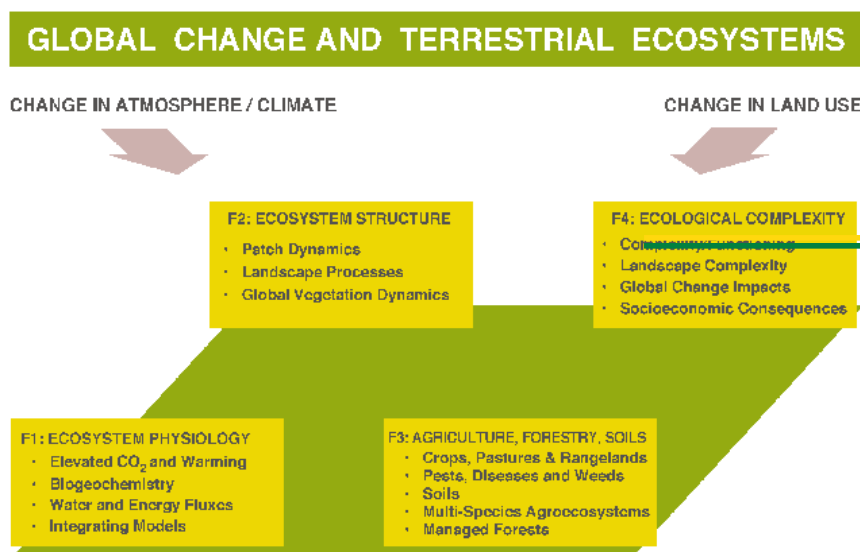 GLOBAL CHANGE AND TERRESTRIAL ECOSYSTEMS
CHANGE IN ATMOSPHERE / CLIMATE
CHANGE IN LAND USE
F2: ECOSYSTEM STRUCTURE
· Patch Dynamics
· Landscape Processes
· Global Vegetation Dynamics
F4: ECOLOGICAL COMPLEXITY
· Landscape Complexity
· Global Change Impacts
· Socioeconomic Consequences
F1: ECOSYSTEM PHYSIOLOGY
· Elevated CO₂ and Warming
· Biogeochemistry
· Water and Energy Fluxes
· Integrating Models
F3: AGRICULTURE, FORESTRY, SOILS
· Crops, Pastures & Rangelands
· Pests, Diseases and Weeds
· Soils
· Multi-Species Agroecosystems
· Managed Forests